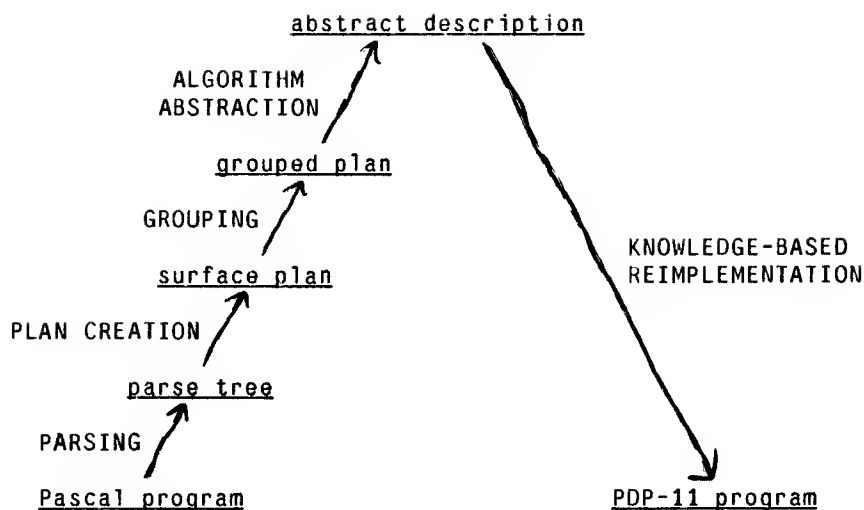 abstract description
ALGORITHM
ABSTRACTION
grouped plan
GROUPING
KNOWLEDGE-BASED
REIMPLEMENTATION
surface plan
PLAN CREATION
parse tree
PARSING
Pascal program
PDP-11 program